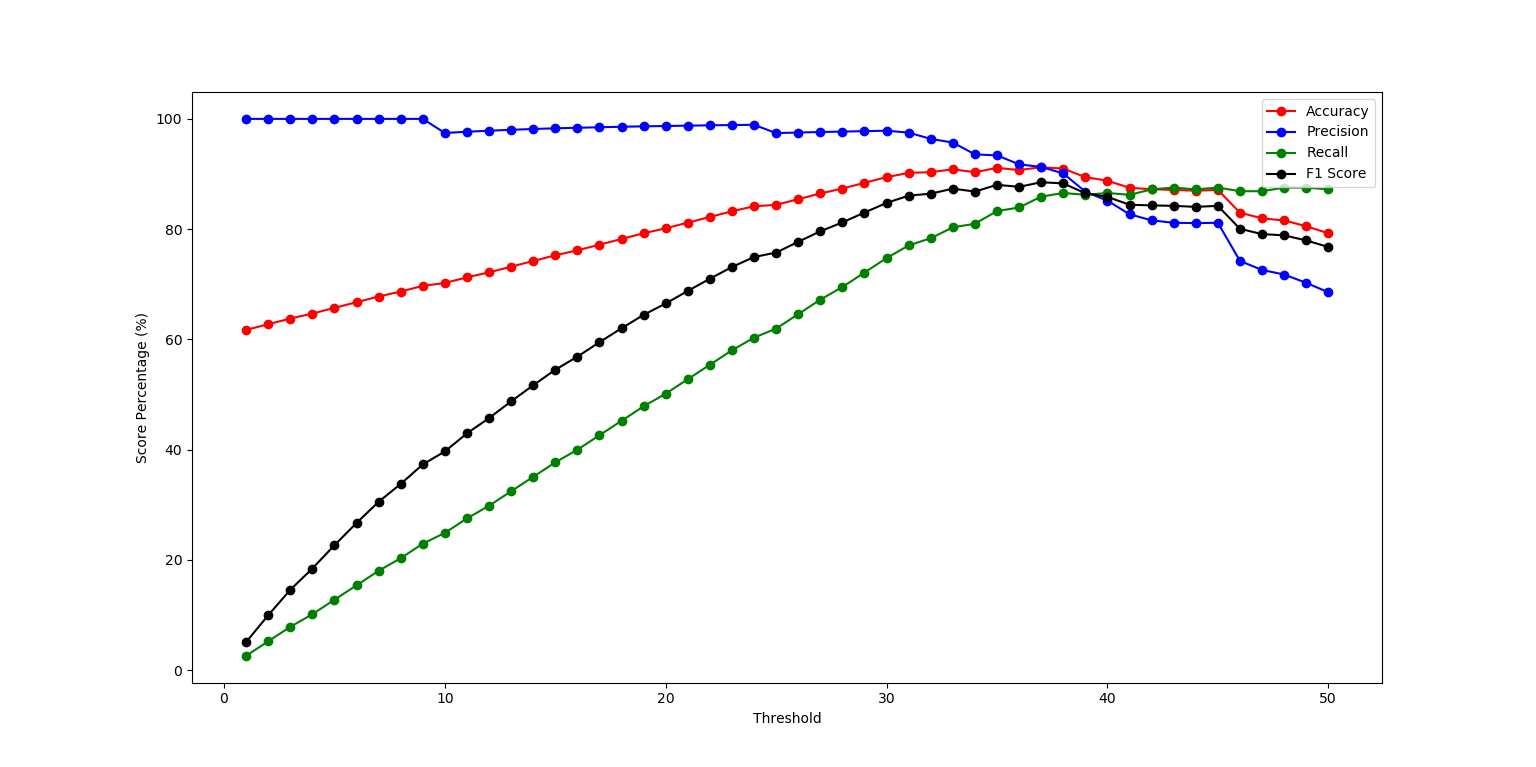 Accuracy
Precision
Recall
F1 Score
100
80
60
40
20
0
Score Percentage (%)
0 10 20 30 40 50
Threshold